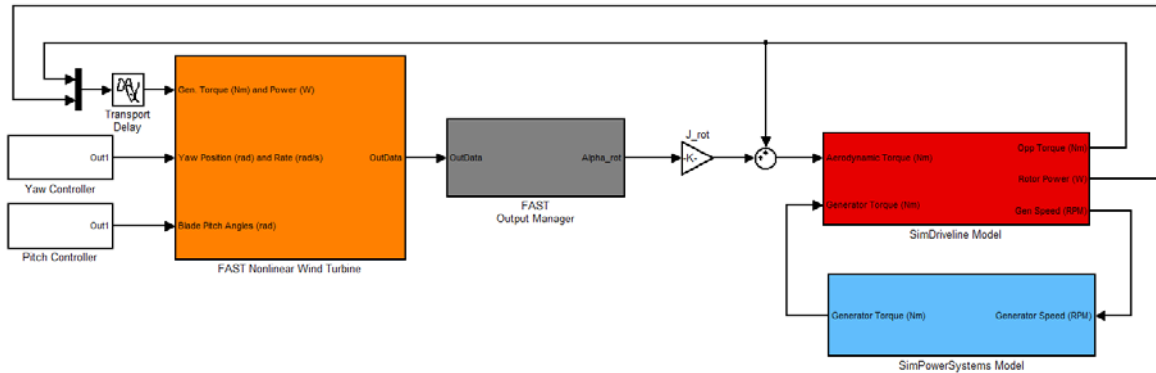 J_rot
-K-
Transport
Delay
Gen. Torque (Nm) and Power (W)
Yaw Position (rad) and Rate (rad/s)
Blade Pitch Angles (rad)
OutData
FAST Nonlinear Wind Turbine
Out1
Yaw Controller
Out1
Pitch Controller
OutData
Alpha_rot
FAST
Output Manager
Aerodynamic Torque (Nm)
Generator Torque (Nm)
Opp Torque (Nm)
Rotor Power (W)
Gen Speed (RPM)
SimDriveline Model
Generator Torque (Nm)
Generator Speed (RPM)
SimPowerSystems Model